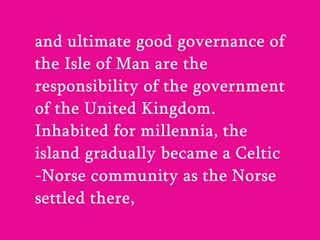 and ultimate good governance of
the Isle of Man are the
responsibility of the government
of the United Kingdom.
Inhabited for millennia, the
island gradually became a Celtic
-Norse community as the Norse
settled there,